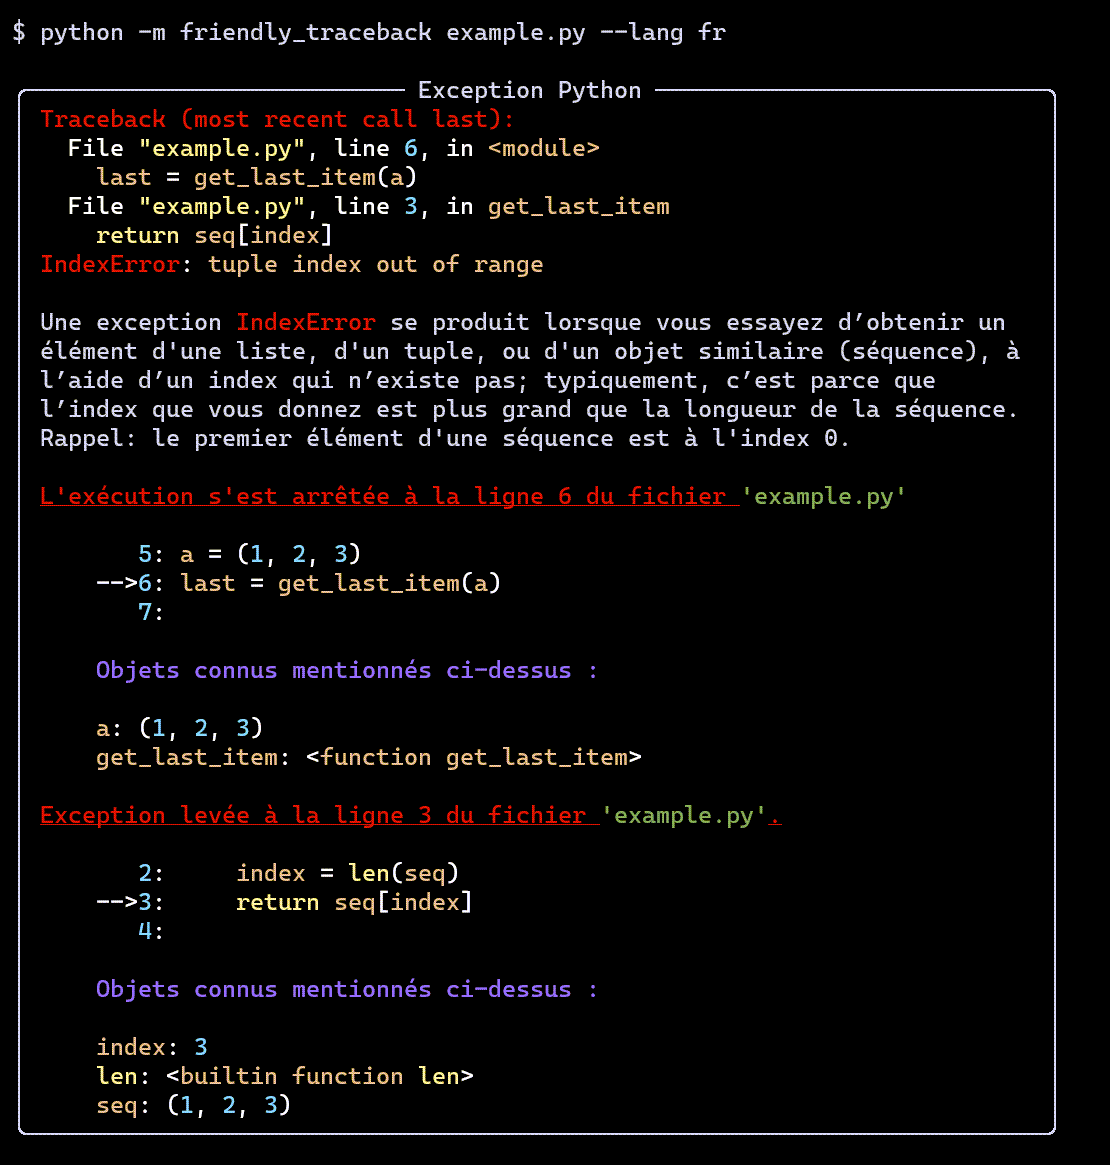 $ python -m friendly_traceback example.py --lang fr
Exception Python
Traceback (most recent call last):
  File "example.py", line 6, in <module>
    last = get_last_item(a)
  File "example.py", line 3, in get_last_item
    return seq[index]
IndexError: tuple index out of range
Une exception IndexError se produit lorsque vous essayez d’obtenir un
élément d'une liste, d'un tuple, ou d'un objet similaire (séquence), à
l’aide d’un index qui n’existe pas; typiquement, c’est parce que
l’index que vous donnez est plus grand que la longueur de la séquence.
Rappel: le premier élément d'une séquence est à l'index 0.
L'exécution s'est arrêtée à la ligne 6 du fichier 'example.py'
       5: a = (1, 2, 3)
    -->6: last = get_last_item(a)
       7:
    Objets connus mentionnés ci-dessus :
    a: (1, 2, 3)
    get_last_item: <function get_last_item>
Exception levée à la ligne 3 du fichier 'example.py'.
       2:     index = len(seq)
    -->3:     return seq[index]
       4:
    Objets connus mentionnés ci-dessus :
    index: 3
    len: <builtin function len>
    seq: (1, 2, 3)